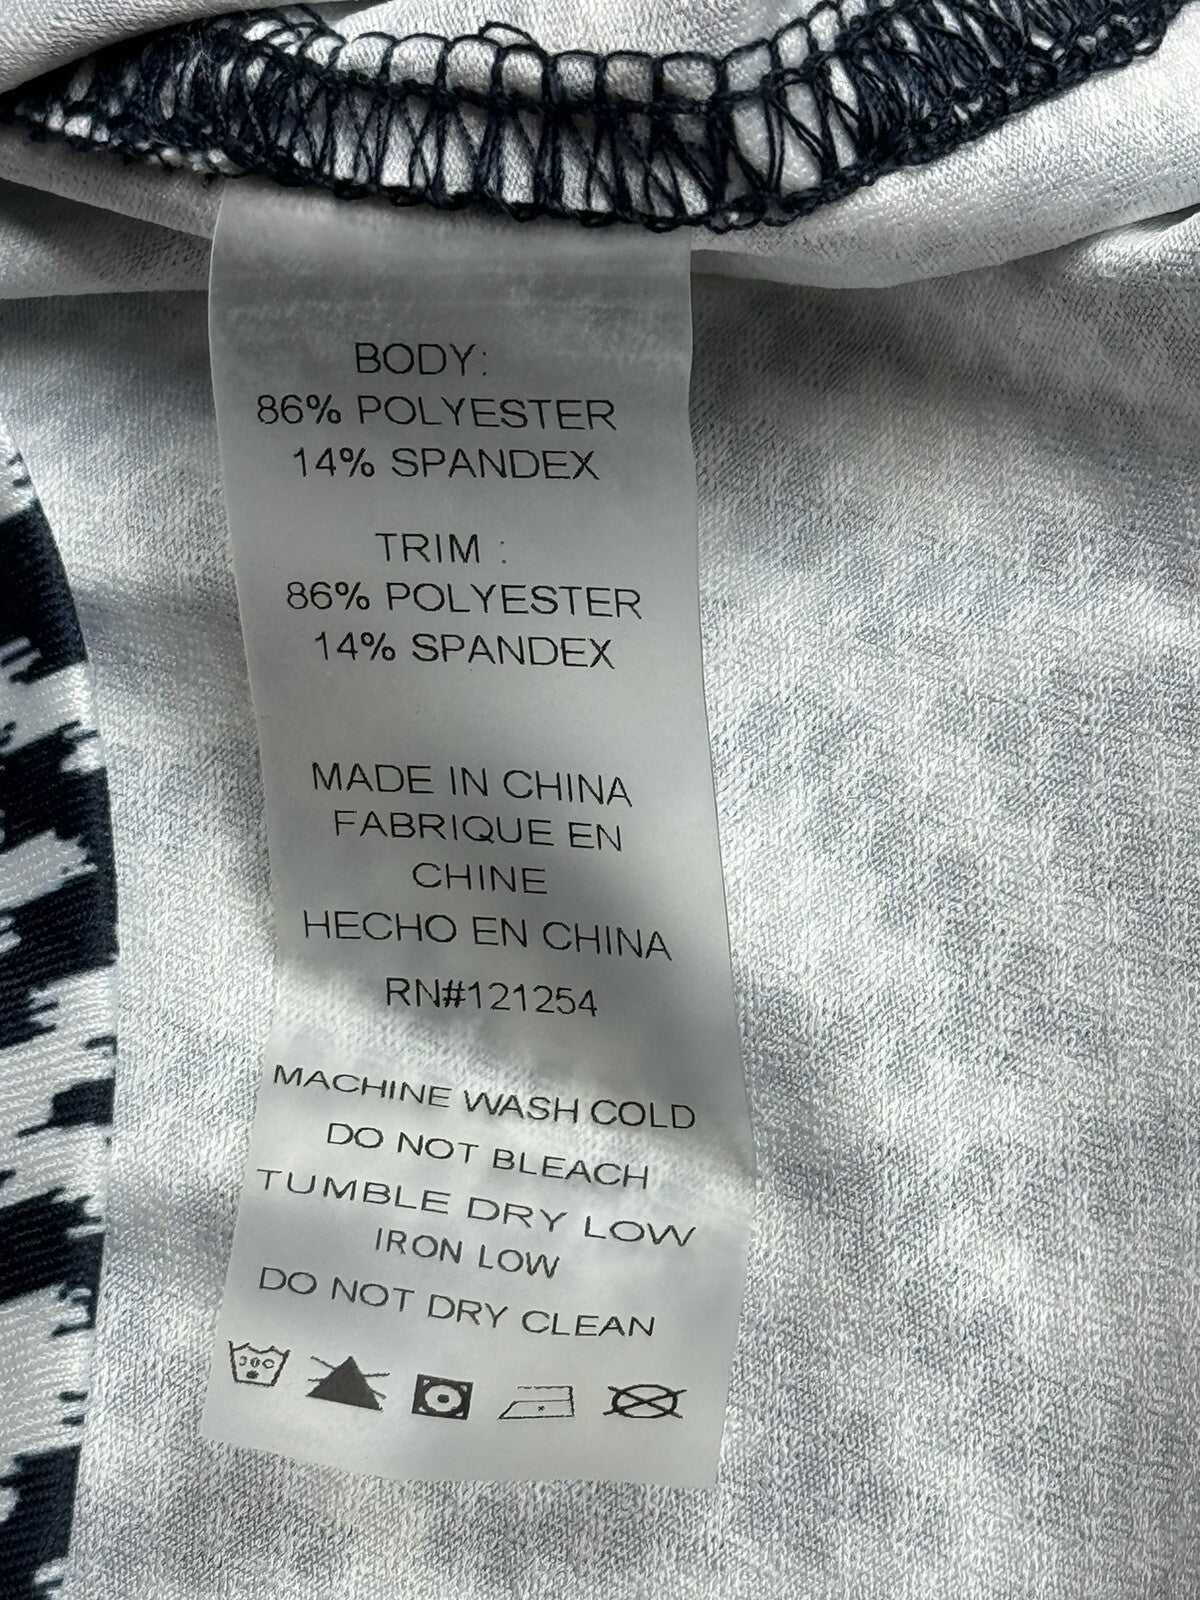 BODY:
86% POLYESTER
14% SPANDEX
TRIM :
86% POLYESTER
14% SPANDEX
MADE IN CHINA
FABRIQUE EN
CHINE
HECHO EN CHINA
RN#121254
MACHINE WASH COLD
DO NOT BLEACH
TUMBLE DRY LOW
IRON LOW
DO NOT DRY CLEAN
30C